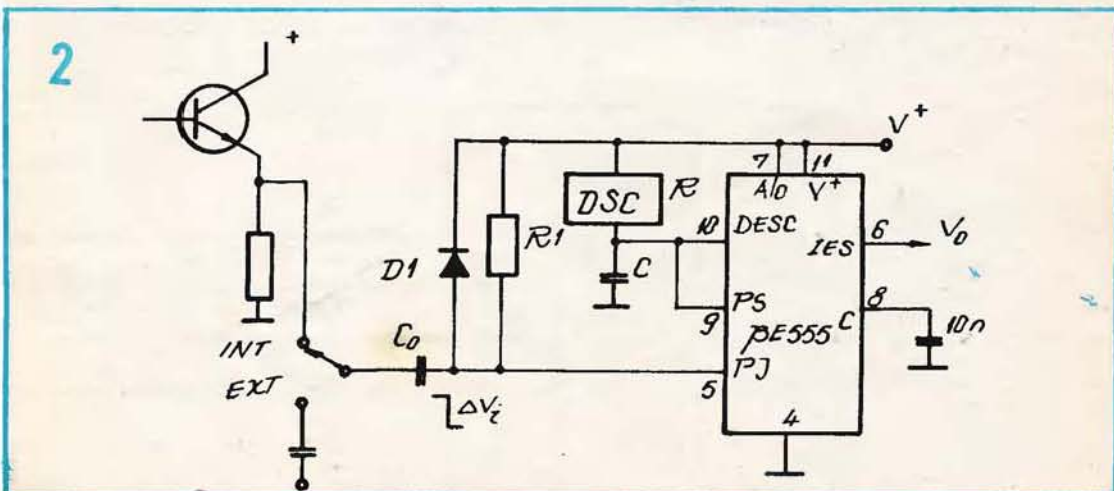 2
+
V⁺
7
11
A/D
V⁺
DSC
R
10
DESC
6
V₀
IES
D1
R1
C
PS
9
8
C
10n
βE555
INT
C₀
PJ
5
EXT
ΔVᵢ
4